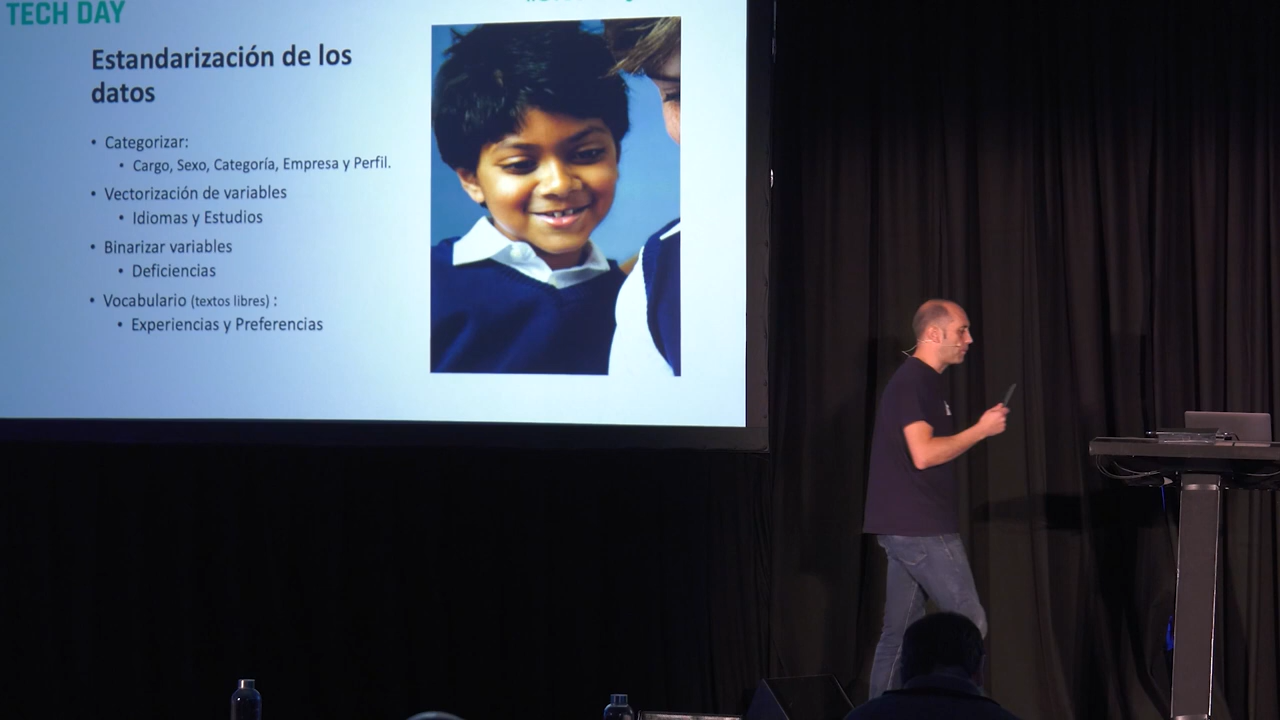 TECH DAY
Estandarización de los
datos
• Categorizar:
• Cargo, Sexo, Categoría, Empresa y Perfil.
• Vectorización de variables
• Idiomas y Estudios
• Binarizar variables
• Deficiencias
• Vocabulario (textos libres) :
• Experiencias y Preferencias